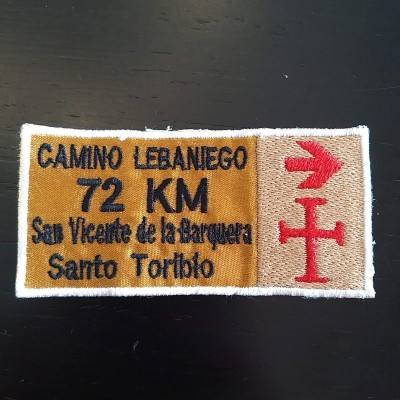 CAMINO LEBANIEGO
72 KM
San Vicente de la Barquera
Santo Toribio